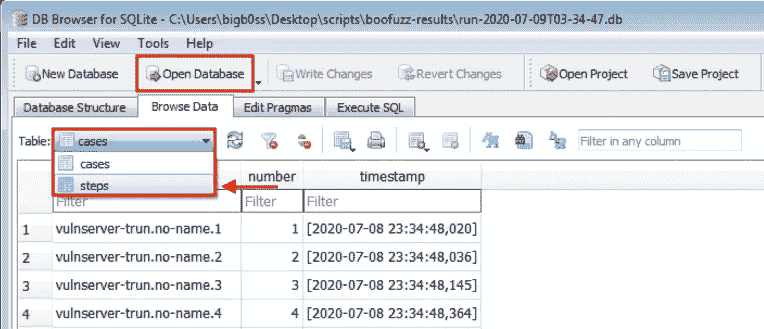 DB Browser for SQLite - C:\Users\bigb0ss\Desktop\scripts\boofuzz-results\run-2020-07-09T03-34-47.db
File Edit View Tools Help
New Database Open Database Write Changes Revert Changes Open Project Save Project
Database Structure Browse Data Edit Pragmas Execute SQL
Table: cases Filter in any column
cases
steps
number timestamp
Filter Filter Filter
1 vulnserver-trun.no-name.1 1 [2020-07-08 23:34:48,020]
2 vulnserver-trun.no-name.2 2 [2020-07-08 23:34:48,036]
3 vulnserver-trun.no-name.3 3 [2020-07-08 23:34:48,145]
4 vulnserver-trun.no-name.4 4 [2020-07-08 23:34:48,364]